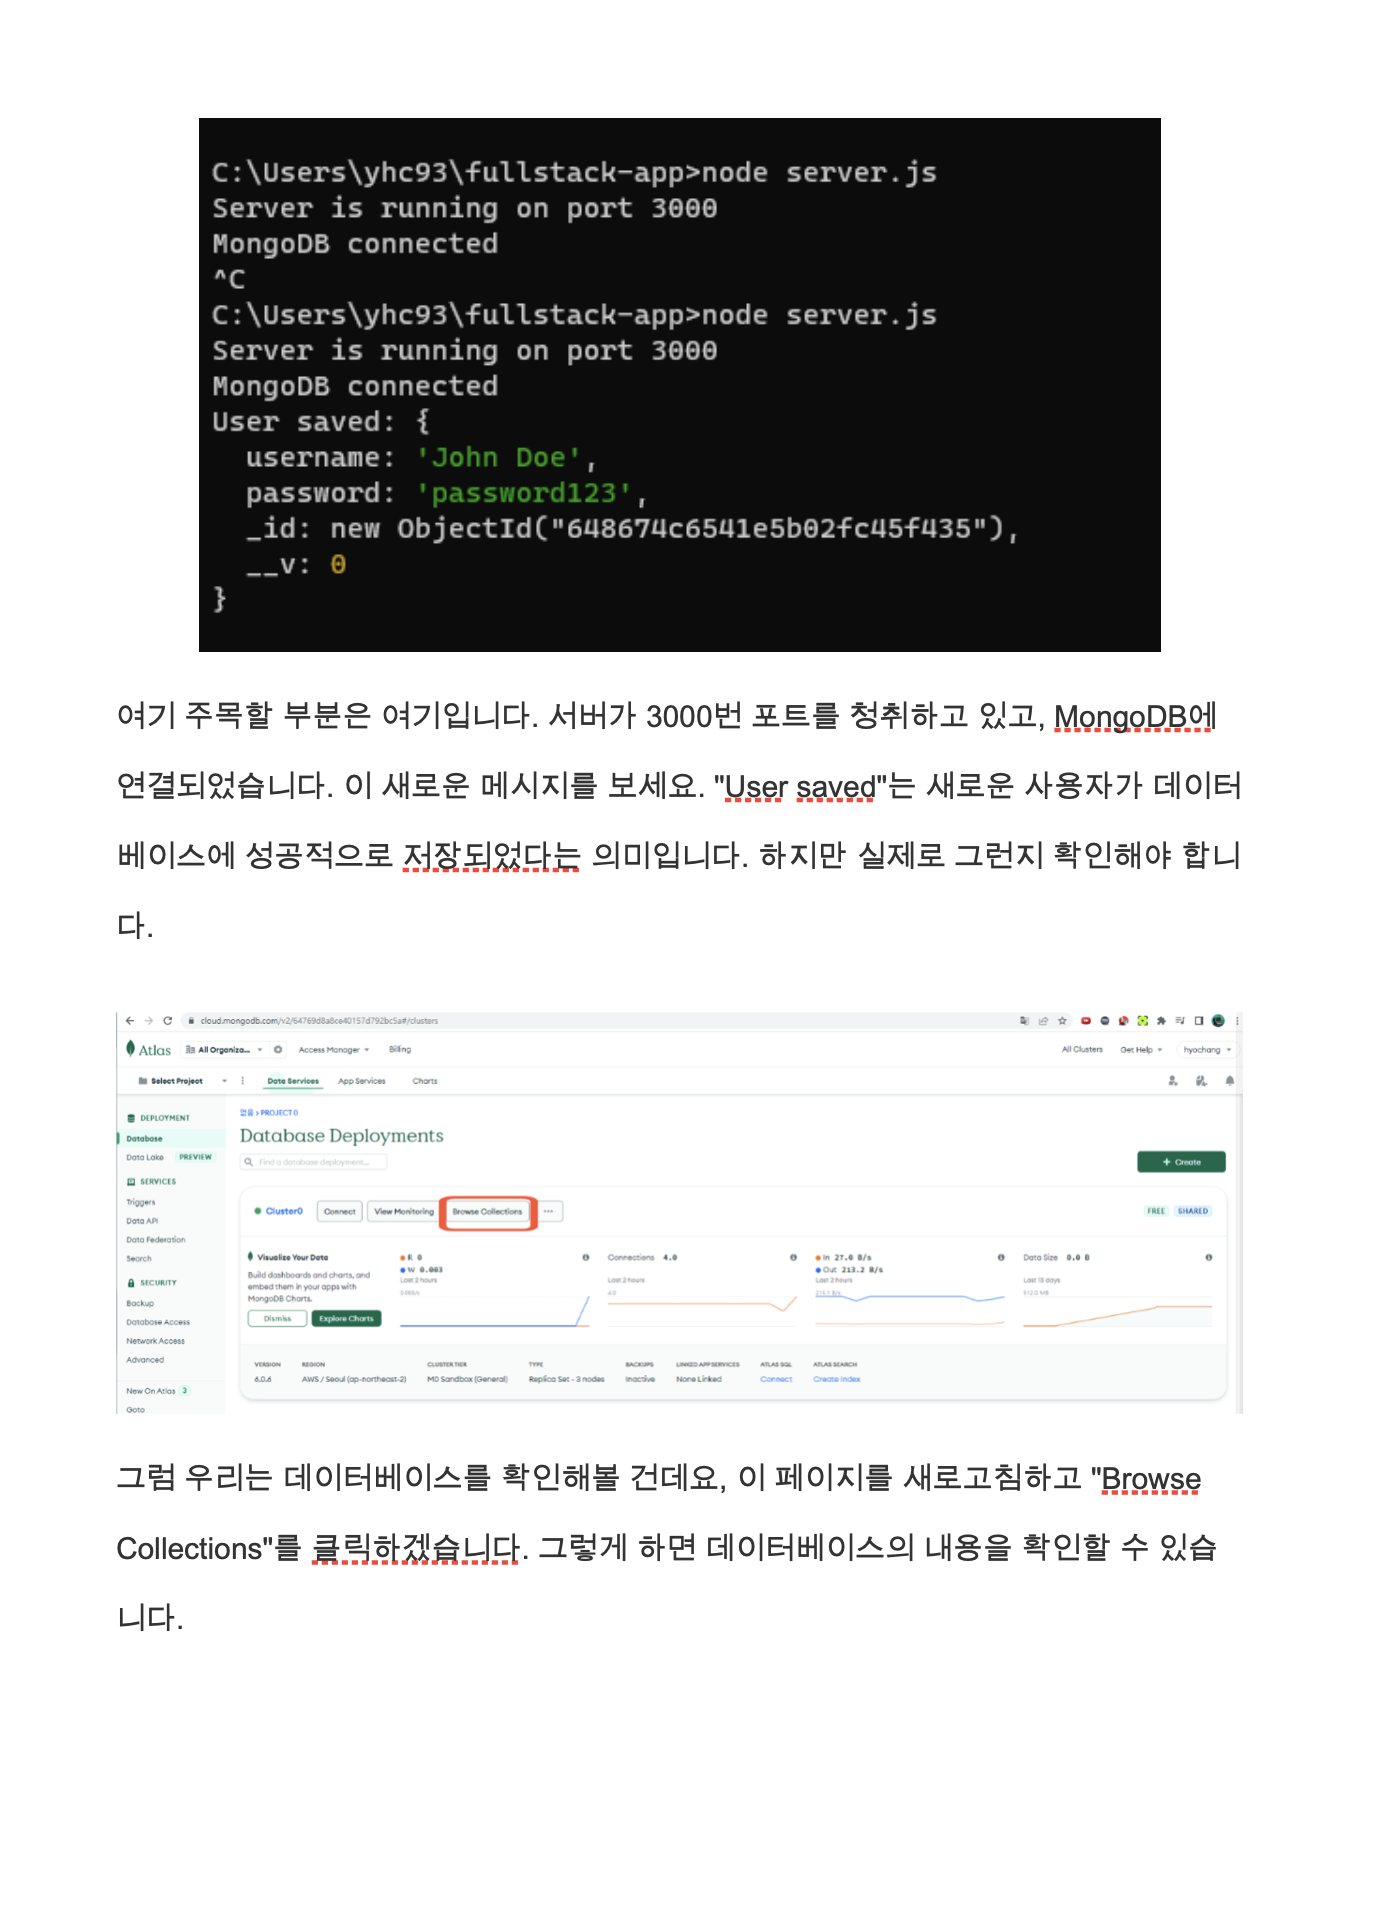 C:\Users\yhc93\fullstack-app>node server.js
Server is running on port 3000
MongoDB connected
^C
C:\Users\yhc93\fullstack-app>node server.js
Server is running on port 3000
MongoDB connected
User saved: {
  username: 'John Doe',
  password: 'password123',
  _id: new ObjectId("648674c6541e5b02fc45f435"),
  __v: 0
}
여기 주목할 부분은 여기입니다. 서버가 3000번 포트를 청취하고 있고, MongoDB에
연결되었습니다. 이 새로운 메시지를 보세요. "User saved"는 새로운 사용자가 데이터
베이스에 성공적으로 저장되었다는 의미입니다. 하지만 실제로 그런지 확인해야 합니
다.
cloud.mongodb.com/v2/64769d8a8ce40157d792bc5a#/clusters
Atlas All Organiza... Access Manager Billing All Clusters Get Help hyochang
Select Project Data Services App Services Charts
DEPLOYMENT
Database
Data Lake PREVIEW
SERVICES
Triggers
Data API
Data Federation
Search
SECURITY
Backup
Database Access
Network Access
Advanced
New On Atlas 3
Goto
없음 > PROJECT 0
Database Deployments
Find a database deployment...
+ Create
Cluster0 Connect View Monitoring Browse Collections ... FREE SHARED
Visualize Your Data
Build dashboards and charts, and
embed them in your apps with
MongoDB Charts.
Dismiss Explore Charts
R 0
W 0.003
Last 2 hours
Connections 4.0
Last 2 hours
4.0
In 27.0 B/s
Out 213.2 B/s
Last 2 hours
Data Size 0.0 B
Last 13 days
512.0 MB
VERSION REGION CLUSTER TIER TYPE BACKUPS LINKED APP SERVICES ATLAS SQL ATLAS SEARCH
6.0.6 AWS / Seoul (ap-northeast-2) M0 Sandbox (General) Replica Set - 3 nodes Inactive None Linked Connect Create Index
그럼 우리는 데이터베이스를 확인해볼 건데요, 이 페이지를 새로고침하고 "Browse
Collections"를 클릭하겠습니다. 그렇게 하면 데이터베이스의 내용을 확인할 수 있습
니다.